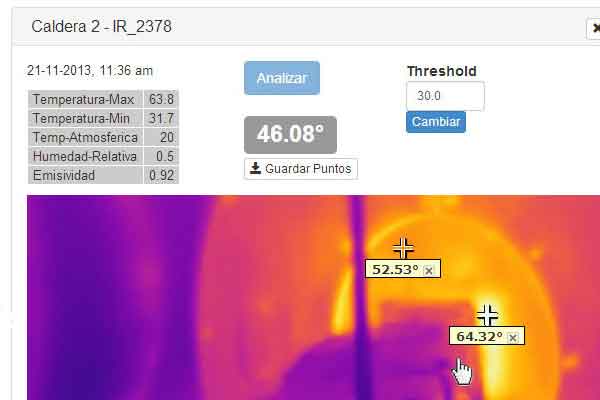 Caldera 2 - IR_2378
21-11-2013, 11:36 am
Temperatura-Max 63.8
Temperatura-Min 31.7
Temp-Atmosferica 20
Humedad-Relativa 0.5
Emisividad 0.92
Analizar
46.08°
Guardar Puntos
Threshold
30.0
Cambiar
52.53°
64.32°